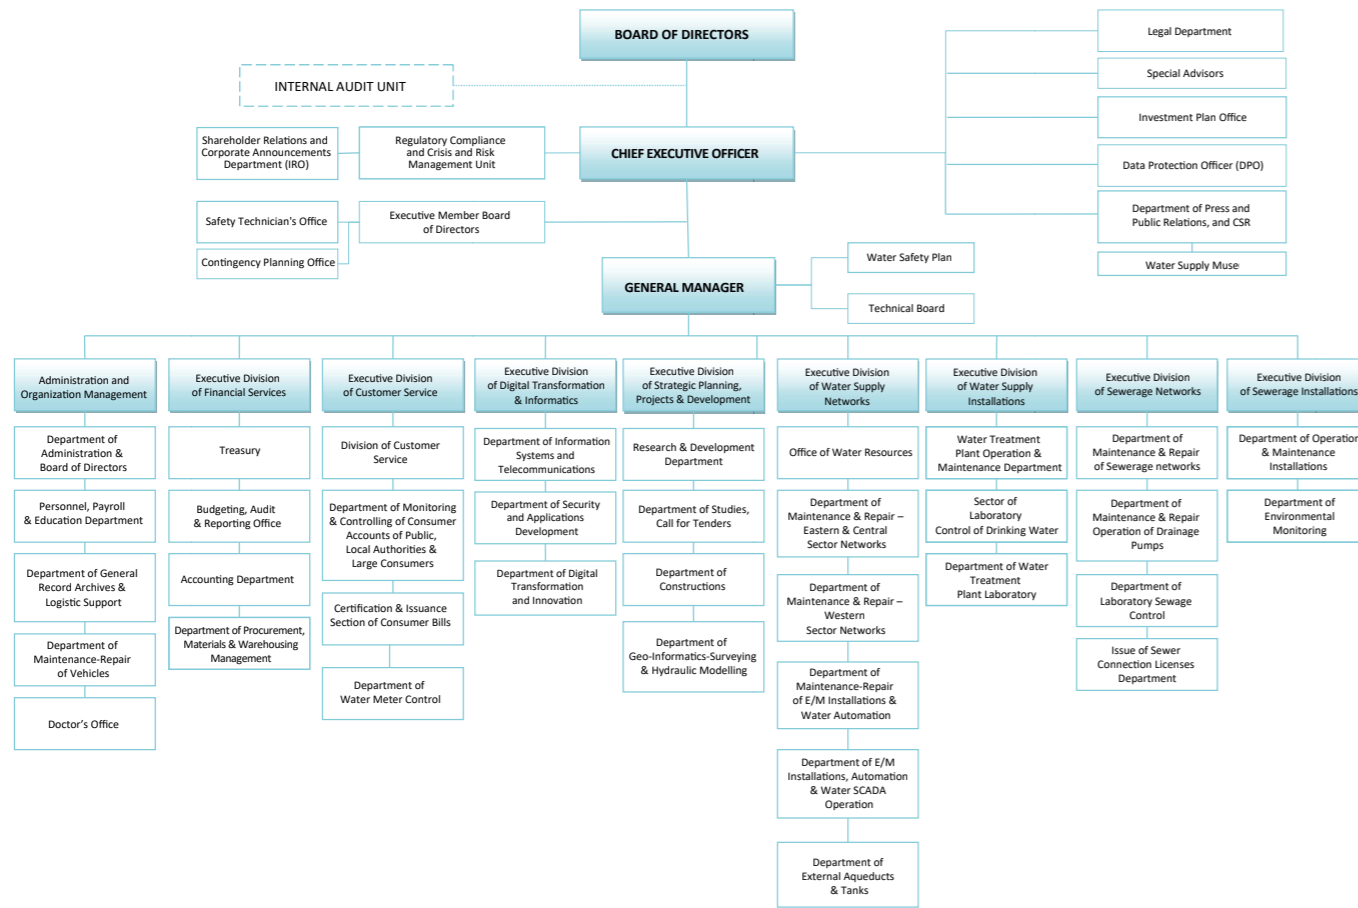 BOARD OF DIRECTORS
INTERNAL AUDIT UNIT
Legal Department
Special Advisors
Investment Plan Office
Data Protection Officer (DPO)
Department of Press and
Public Relations, and CSR
Water Supply Muse
Shareholder Relations and
Corporate Announcements
Department (IRO)
Regulatory Compliance
and Crisis and Risk
Management Unit
CHIEF EXECUTIVE OFFICER
Safety Technician's Office
Contingency Planning Office
Executive Member Board
of Directors
GENERAL MANAGER
Water Safety Plan
Technical Board
Administration and
Organization Management
Department of
Administration &
Board of Directors
Personnel, Payroll
& Education Department
Department of General
Record Archives &
Logistic Support
Department of
Maintenance-Repair
of Vehicles
Doctor's Office
Executive Division
of Financial Services
Treasury
Budgeting, Audit
& Reporting Office
Accounting Department
Department of Procurement,
Materials & Warehousing
Management
Executive Division
of Customer Service
Division of Customer
Service
Department of Monitoring
& Controlling of Consumer
Accounts of Public,
Local Authorities &
Large Consumers
Certification & Issuance
Section of Consumer Bills
Department of
Water Meter Control
Executive Division
of Digital Transformation
& Informatics
Department of Information
Systems and
Telecommunications
Department of Security
and Applications
Development
Department of Digital
Transformation
and Innovation
Executive Division
of Strategic Planning,
Projects & Development
Research & Development
Department
Department of Studies,
Call for Tenders
Department of
Constructions
Department of
Geo-Informatics-Surveying
& Hydraulic Modelling
Executive Division
of Water Supply
Networks
Office of Water Resources
Department of
Maintenance & Repair –
Eastern & Central
Sector Networks
Department of
Maintenance & Repair –
Western
Sector Networks
Department of
Maintenance-Repair
of E/M Installations &
Water Automation
Department of E/M
Installations, Automation
& Water SCADA
Operation
Department of
External Aqueducts
& Tanks
Executive Division
of Water Supply
Installations
Water Treatment
Plant Operation &
Maintenance Department
Sector of
Laboratory
Control of Drinking Water
Department of Water
Treatment
Plant Laboratory
Executive Division
of Sewerage Networks
Department of
Maintenance & Repair
of Sewerage networks
Department of
Maintenance & Repair
Operation of Drainage
Pumps
Department of
Laboratory Sewage
Control
Issue of Sewer
Connection Licenses
Department
Executive Division
of Sewerage Installations
Department of Operation
& Maintenance
Installations
Department of
Environmental
Monitoring